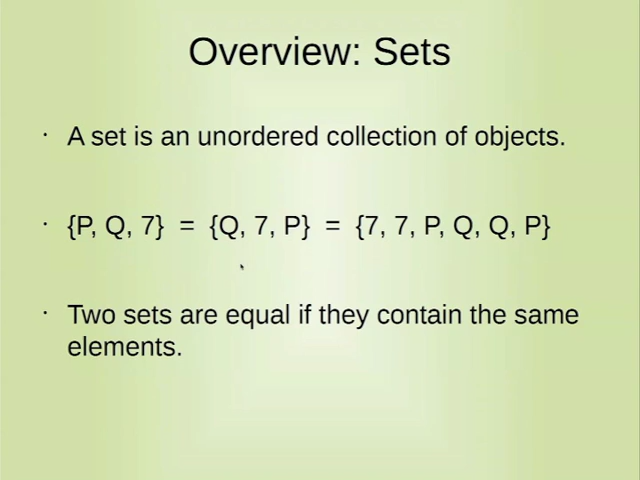 Overview: Sets
· A set is an unordered collection of objects.
· {P, Q, 7} = {Q, 7, P} = {7, 7, P, Q, Q, P}
· Two sets are equal if they contain the same
elements.